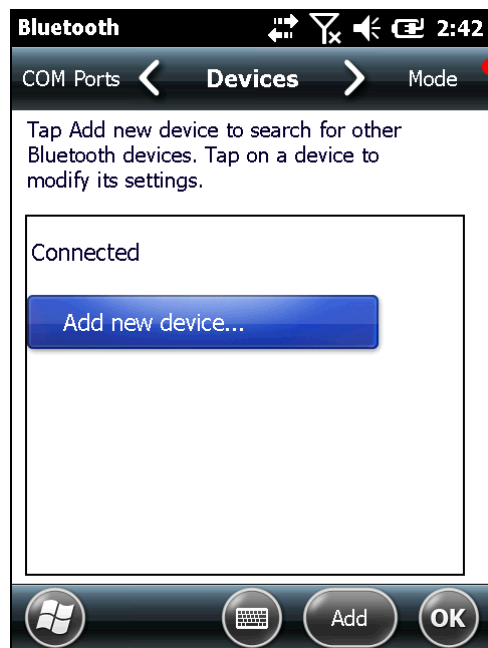 Bluetooth 2:42
COM Ports Devices Mode
Tap Add new device to search for other
Bluetooth devices. Tap on a device to
modify its settings.
Connected
Add new device...
Add OK